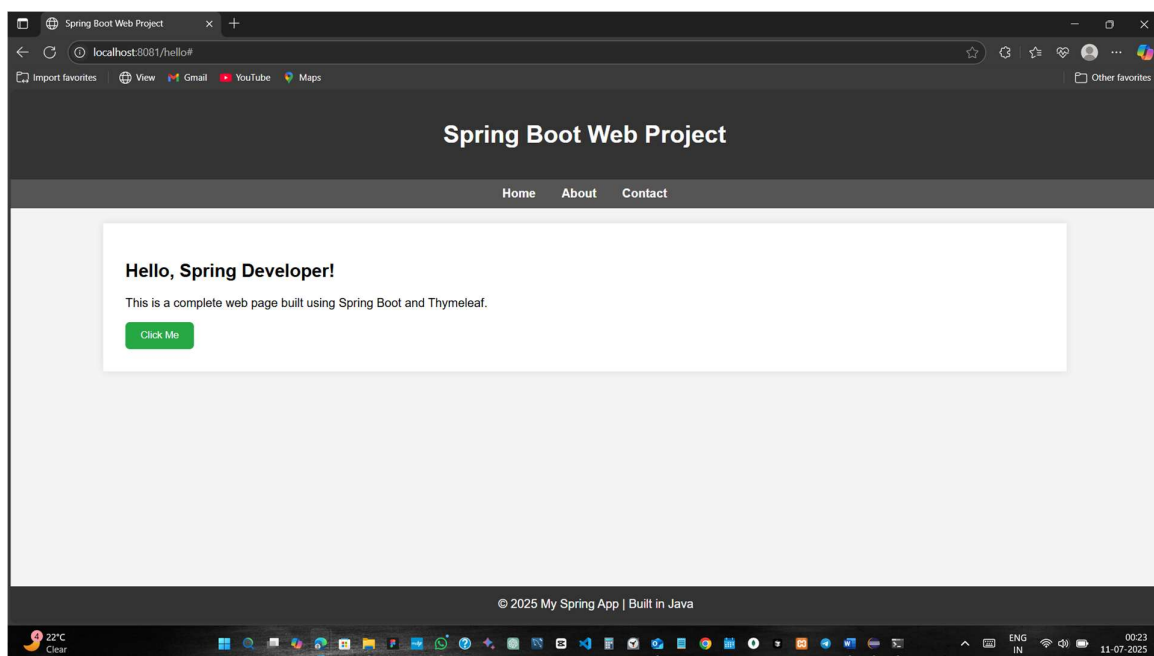 Spring Boot Web Project
localhost:8081/hello#
Import favorites View Gmail YouTube Maps Other favorites
Spring Boot Web Project
Home About Contact
Hello, Spring Developer!
This is a complete web page built using Spring Boot and Thymeleaf.
Click Me
© 2025 My Spring App | Built in Java
4 22°C ENG 00:23
Clear IN 11-07-2025